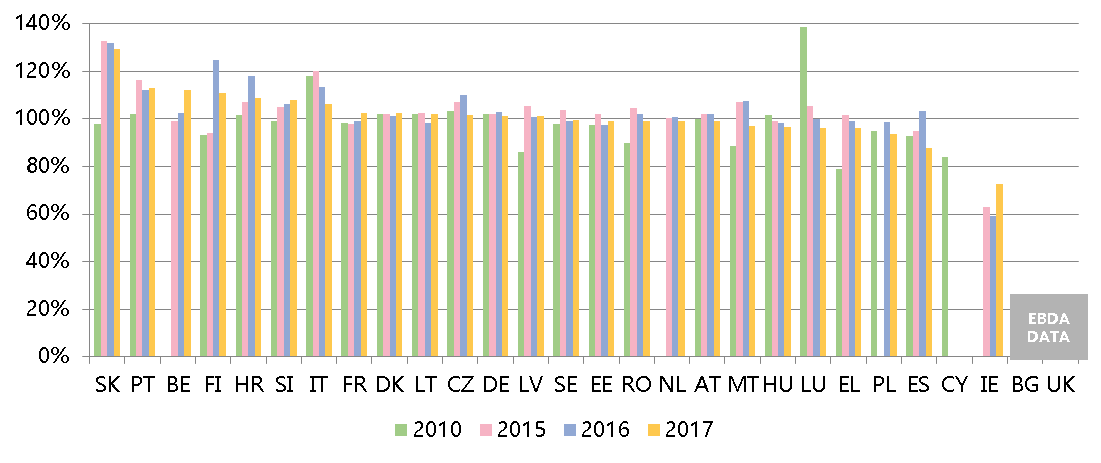 140%
120%
100%
80%
60%
40%
20%
0%
EBDA
DATA
SK PT BE FI HR SI IT FR DK LT CZ DE LV SE EE RO NL AT MT HU LU EL PL ES CY IE BG UK
2010 2015 2016 2017